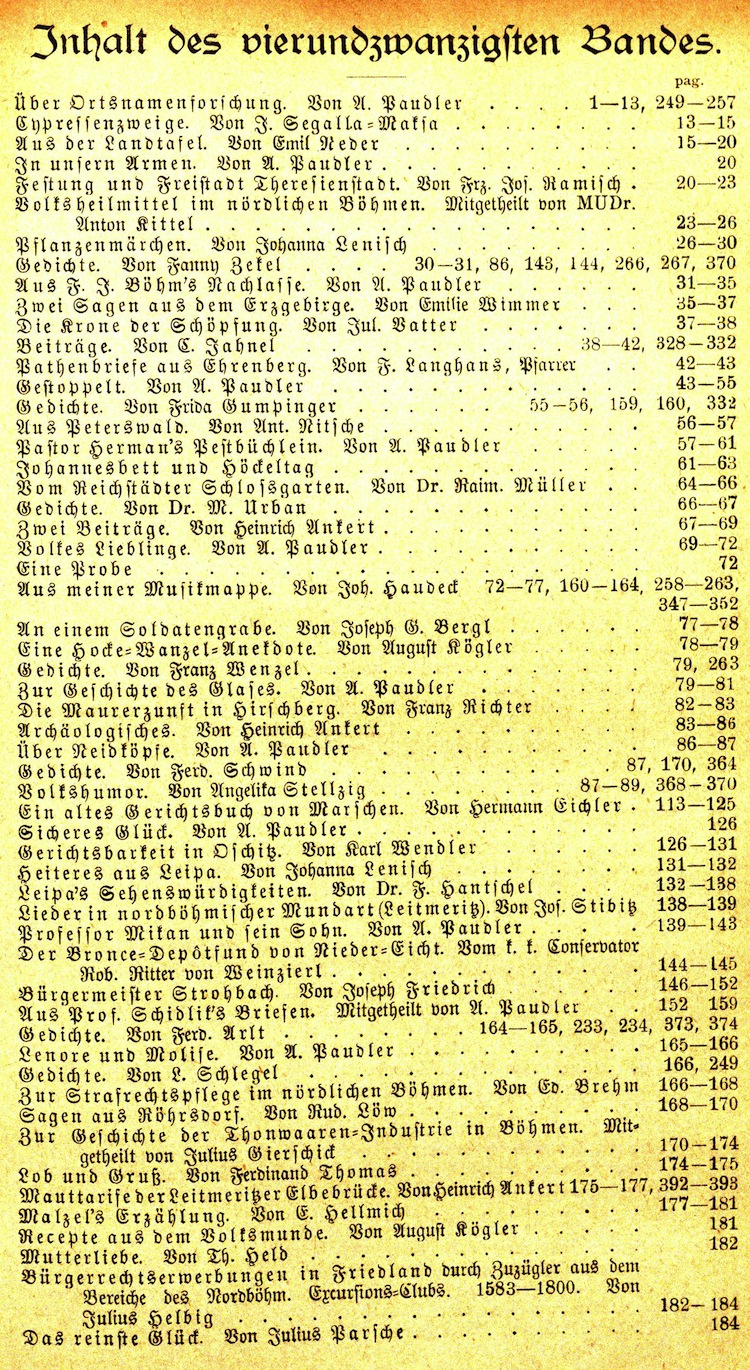 Inhalt des vierundzwanzigsten Bandes.
pag.
Über Ortsnamenforschung. Von A. Paudler . . . . 1—13, 249—257
Cypressenzweige. Von J. Segalla-Maksa . . . . . . . . 13—15
Aus der Landtafel. Von Emil Neder . . . . . . . . . 15—20
In unsern Armen. Von A. Paudler . . . . . . . . . . 20
Festung und Freistadt Theresienstadt. Von Frz. Jos. Ramisch . 20—23
Volksheilmittel im nördlichen Böhmen. Mitgetheilt von MUDr.
Anton Kittel . . . . . . . . . . . . . . . . . 23—26
Pflanzenmärchen. Von Johanna Lenisch . . . . . . . . 26—30
Gedichte. Von Fanny Zekel . . . . 30—31, 86, 143, 144, 266, 267, 370
Aus F. J. Böhm's Nachlasse. Von A. Paudler . . . . . . 31—35
Zwei Sagen aus dem Erzgebirge. Von Emilie Wimmer . . . 35—37
Die Krone der Schöpfung. Von Jul. Vatter . . . . . . . 37—38
Beiträge. Von C. Jahnel . . . . . . . . . . 38—42, 328—332
Pathenbriefe aus Ehrenberg. Von F. Langhans, Pfarrer . . 42—43
Gestoppelt. Von A. Paudler . . . . . . . . . . . . 43—55
Gedichte. Von Frida Gumpinger . . . . . . 55—56, 159, 160, 332
Aus Peterswald. Von Ant. Nitsche . . . . . . . . . . 56—57
Pastor Herman's Pestbüchlein. Von A. Paudler . . . . . 57—61
Johannesbett und Höckeltag . . . . . . . . . . . . 61—63
Vom Reichstädter Schlossgarten. Von Dr. Raim. Müller . . 64—66
Gedichte. Von Dr. M. Urban . . . . . . . . . . . . 66—67
Zwei Beiträge. Von Heinrich Ankert . . . . . . . . . . 67—69
Volkes Lieblinge. Von A. Paudler . . . . . . . . . . 69—72
Eine Probe . . . . . . . . . . . . . . . . . . 72
Aus meiner Musikmappe. Von Joh. Haudeck 72—77, 160—164, 258—263,
347—352
An einem Soldatengrabe. Von Joseph G. Bergl . . . . . . 77—78
Eine Hocke-Wanzel-Anekdote. Von August Kögler . . . . . 78—79
Gedichte. Von Franz Wenzel . . . . . . . . . . . . 79, 263
Zur Geschichte des Glases. Von A. Paudler . . . . . . . 79—81
Die Maurerzunft in Hirschberg. Von Franz Richter . . . . 82—83
Archäologisches. Von Heinrich Ankert . . . . . . . . . 83—86
Über Neidköpfe. Von A. Paudler . . . . . . . . . . 86—87
Gedichte. Von Ferd. Schwind . . . . . . . . . . 87, 170, 364
Volkshumor. Von Angelika Stellzig . . . . . . . 87—89, 368—370
Ein altes Gerichtsbuch von Marschen. Von Hermann Eichler . 113—125
Sicheres Glück. Von A. Paudler . . . . . . . . . . . 126
Gerichtsbarkeit in Oschitz. Von Karl Wendler . . . . . . 126—131
Heiteres aus Leipa. Von Johanna Lenisch . . . . . . . 131—132
Leipa's Sehenswürdigkeiten. Von Dr. F. Hantschel . . . . 132—138
Lieder in nordböhmischer Mundart (Leitmeritz). Von Jos. Stibitz 138—139
Professor Mikan und sein Sohn. Von A. Paudler . . . . 139—143
Der Bronce-Depôtfund von Nieder-Eicht. Vom k. k. Conservator
Rob. Ritter von Weinzierl . . . . . . . . . . . . 144—145
Bürgermeister Strohbach. Von Joseph Friedrich . . . . . 146—152
Aus Prof. Schidlik's Briefen. Mitgetheilt von A. Paudler . . 152 159
Gedichte. Von Ferd. Arlt . . . . . . . . 164—165, 233, 234, 373, 374
Lenore und Molise. Von A. Paudler . . . . . . . . . . 165—166
Gedichte. Von L. Schlegel . . . . . . . . . . . . . 166, 249
Zur Strafrechtspflege im nördlichen Böhmen. Von Ed. Brehm 166—168
Sagen aus Röhrsdorf. Von Rud. Löw . . . . . . . . . 168—170
Zur Geschichte der Thonwaaren-Industrie in Böhmen. Mit-
getheilt von Julius Gierschick . . . . . . . . . . . 170—174
Lob und Gruß. Von Ferdinand Thomas . . . . . . . . 174—175
Mauttarife der Leitmeritzer Elbebrücke. Von Heinrich Ankert 175—177, 392—393
Malzel's Erzählung. Von E. Hellmich . . . . . . . . 177—181
Recepte aus dem Volksmunde. Von August Kögler . . . . 181
Mutterliebe. Von Th. Held . . . . . . . . . . . . . 182
Bürgerrechtserwerbungen in Friedland durch Zuzügler aus dem
Bereiche des Nordböhm. Excursions-Clubs. 1583—1800. Von
Julius Helbig . . . . . . . . . . . . . . . . . 182—184
Das reinste Glück. Von Julius Parsche . . . . . . . . . 184